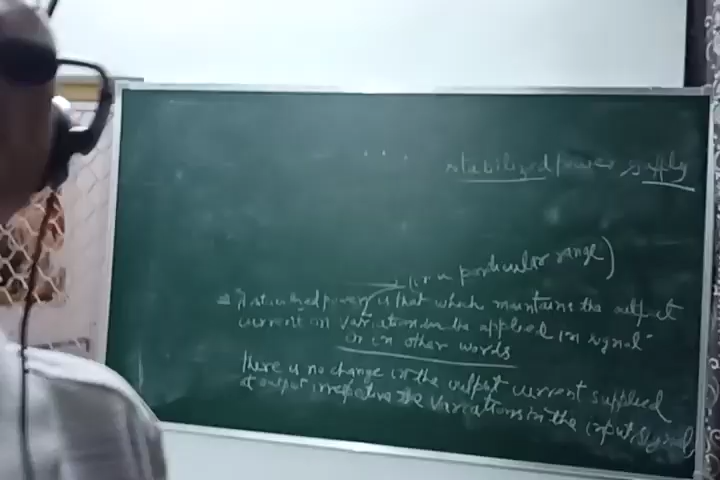 stabilized power supply
(in a particular range)
⇒ A stabilized power is that which maintains the output
current on variation in the applied in signal
or in other words
there is no change in the output current supplied
at output irrespective the variations in the input signal